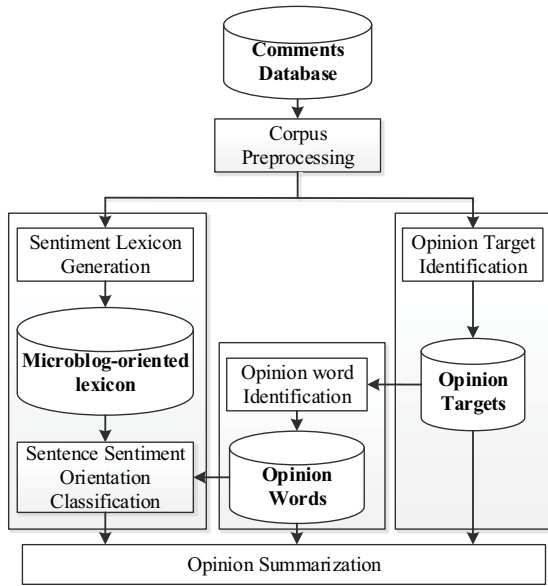 Comments
Database
Corpus
Preprocessing
Sentiment Lexicon
Generation
Opinion Target
Identification
Microblog-oriented
lexicon
Opinion word
Identification
Opinion
Targets
Sentence Sentiment
Orientation
Classification
Opinion
Words
Opinion Summarization